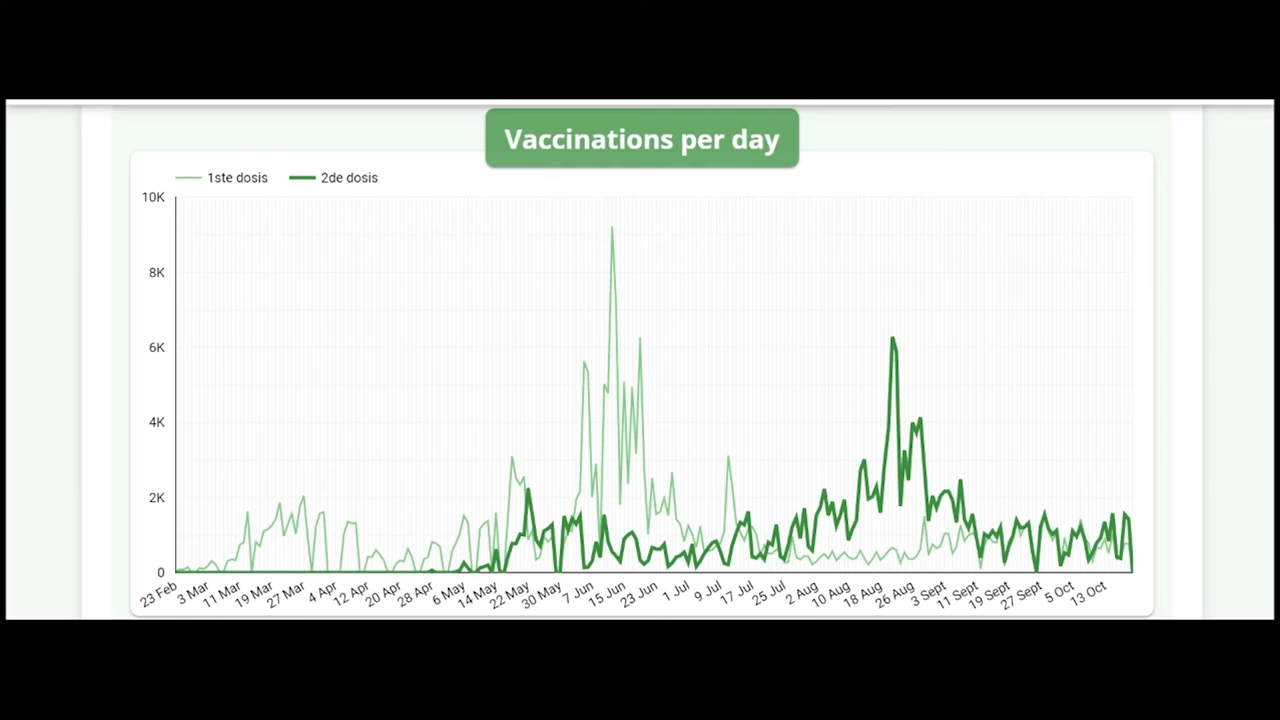 Vaccinations per day
1ste dosis 2de dosis
10K
8K
6K
4K
2K
0
23 Feb 3 Mar 11 Mar 19 Mar 27 Mar 4 Apr 12 Apr 20 Apr 28 Apr 6 May 14 May 22 May 30 May 7 Jun 15 Jun 23 Jun 1 Jul 9 Jul 17 Jul 25 Jul 2 Aug 10 Aug 18 Aug 26 Aug 3 Sept 11 Sept 19 Sept 27 Sept 5 Oct 13 Oct